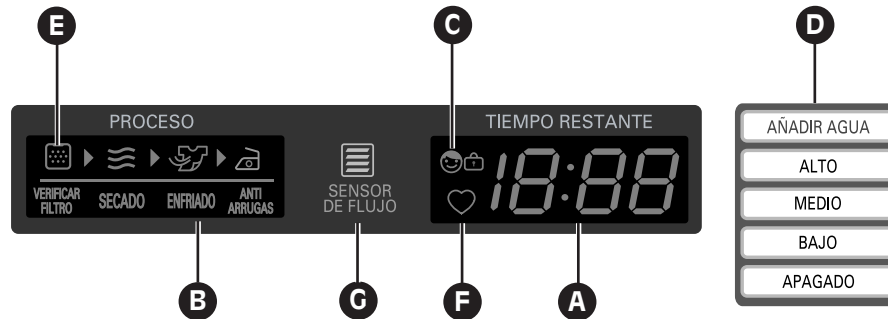 E
C
D
PROCESO
TIEMPO RESTANTE
VERIFICAR
FILTRO
SECADO
ENFRIADO
ANTI
ARRUGAS
SENSOR
DE FLUJO
18:88
AÑADIR AGUA
ALTO
MEDIO
BAJO
APAGADO
B
G
F
A